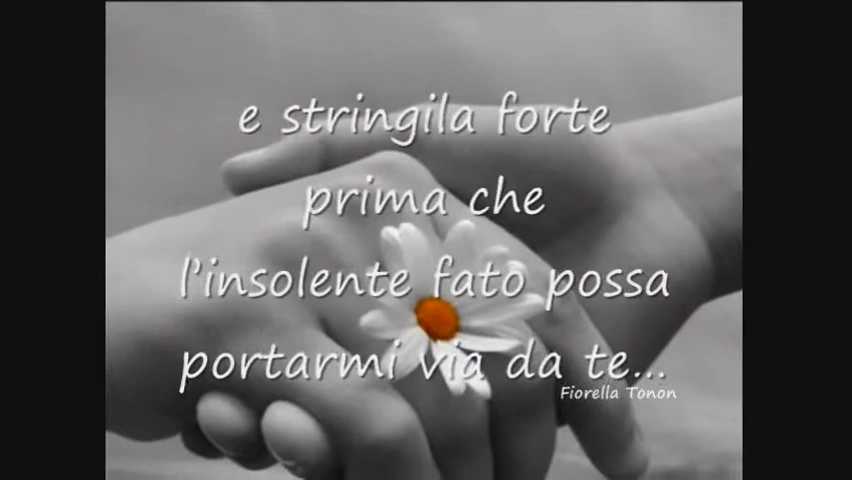 e stringila forte
prima che
l'insolente fato possa
portarmi via da te...
Fiorella Tonon